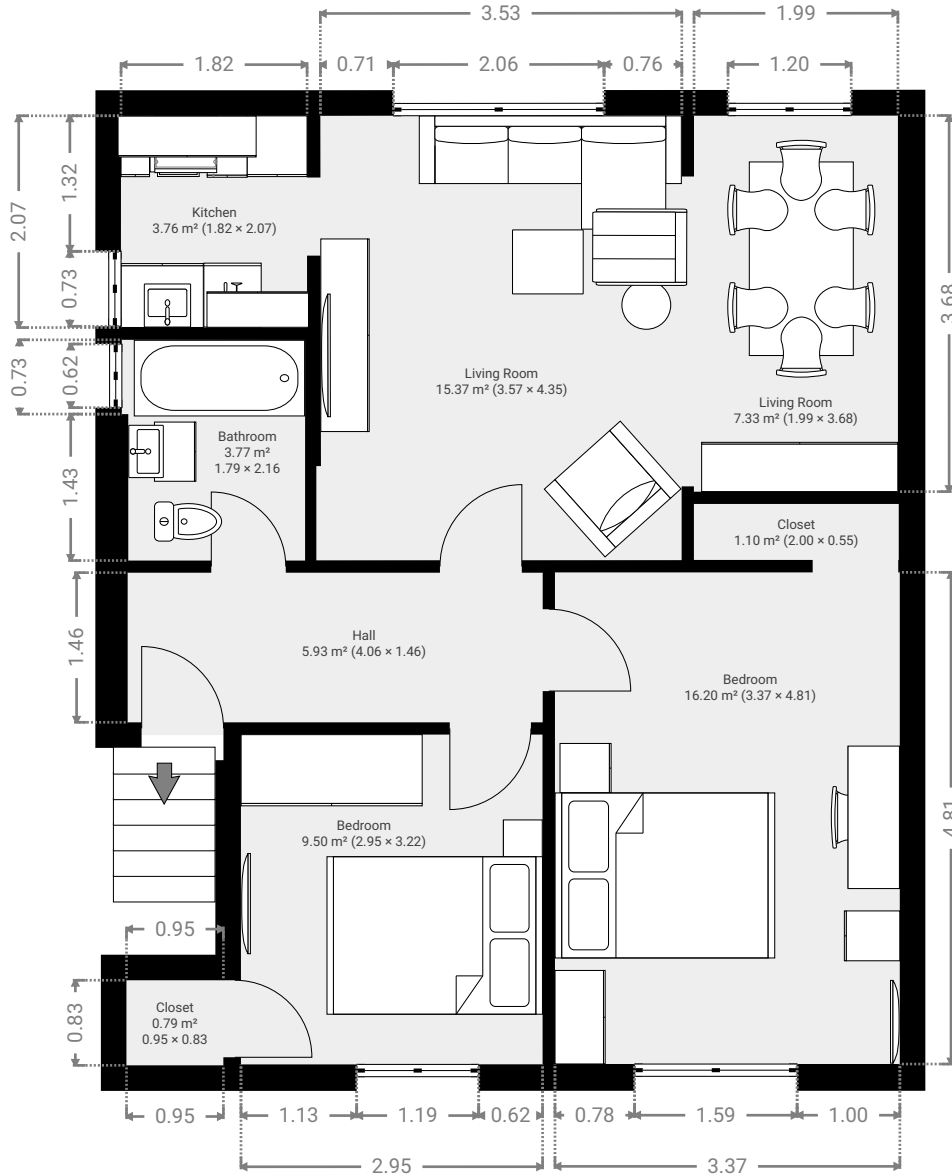 3.53
1.99
1.82
0.71
2.06
0.76
1.20
2.07
1.32
0.73
Kitchen
3.76 m² (1.82 × 2.07)
3.68
0.73
0.62
1.43
Living Room
15.37 m² (3.57 × 4.35)
Living Room
7.33 m² (1.99 × 3.68)
Bathroom
3.77 m²
1.79 × 2.16
Closet
1.10 m² (2.00 × 0.55)
1.46
Hall
5.93 m² (4.06 × 1.46)
Bedroom
16.20 m² (3.37 × 4.81)
4.81
Bedroom
9.50 m² (2.95 × 3.22)
0.95
0.83
Closet
0.79 m²
0.95 × 0.83
0.95
1.13
1.19
0.62
0.78
1.59
1.00
2.95
3.37